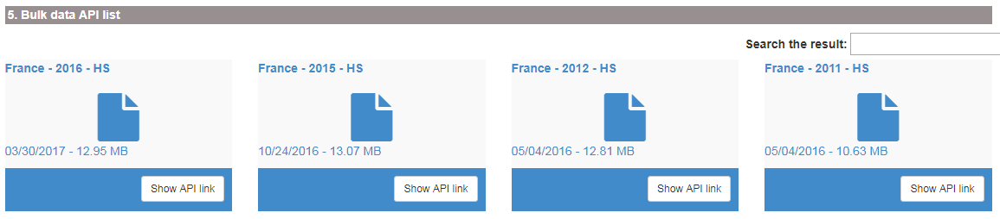 5. Bulk data API list
Search the result:
France - 2016 - HS
03/30/2017 - 12.95 MB
Show API link
France - 2015 - HS
10/24/2016 - 13.07 MB
Show API link
France - 2012 - HS
05/04/2016 - 12.81 MB
Show API link
France - 2011 - HS
05/04/2016 - 10.63 MB
Show API link